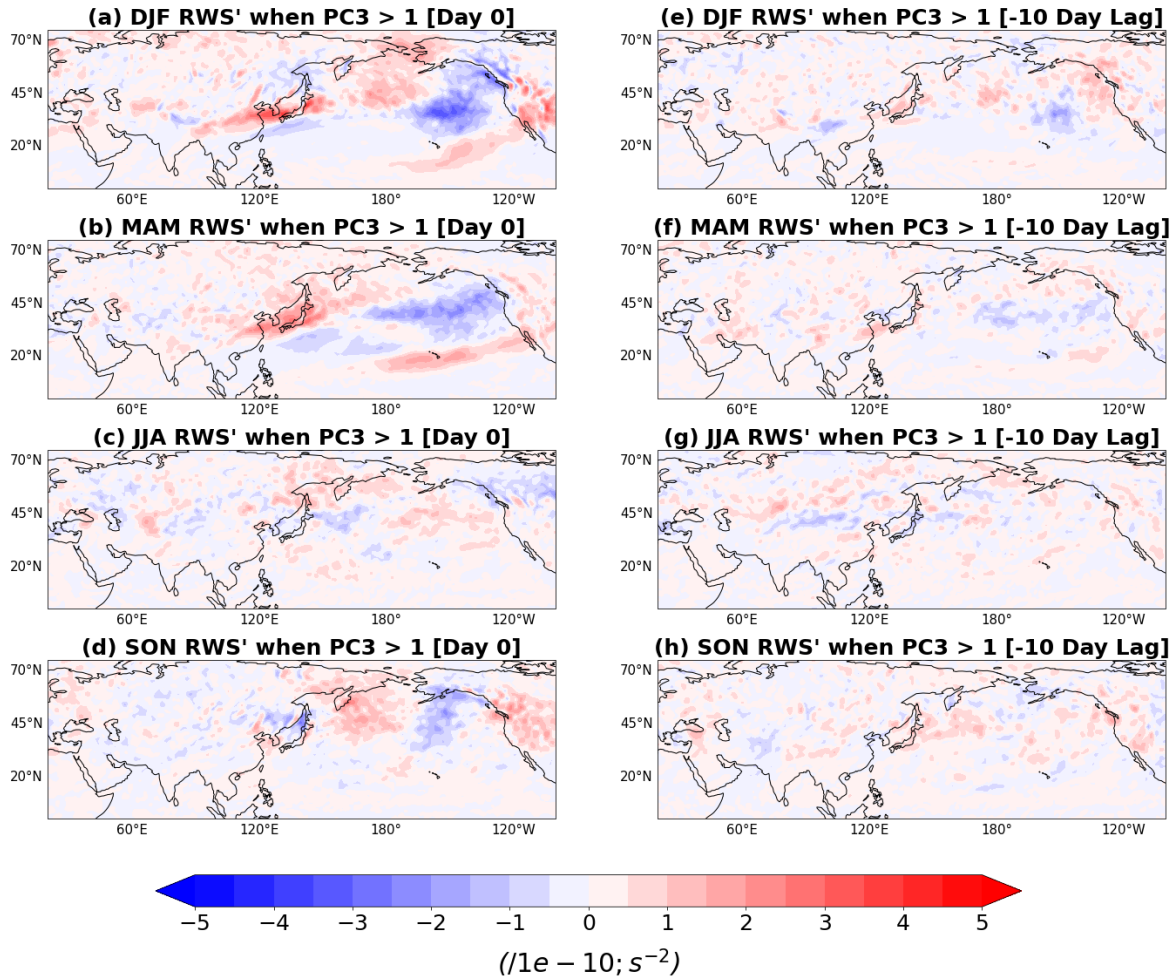 (a) DJF RWS' when PC3 > 1 [Day 0]
70°N
45°N
20°N
60°E 120°E 180° 120°W
(e) DJF RWS' when PC3 > 1 [-10 Day Lag]
70°N
45°N
20°N
60°E 120°E 180° 120°W
(b) MAM RWS' when PC3 > 1 [Day 0]
70°N
45°N
20°N
60°E 120°E 180° 120°W
(f) MAM RWS' when PC3 > 1 [-10 Day Lag]
70°N
45°N
20°N
60°E 120°E 180° 120°W
(c) JJA RWS' when PC3 > 1 [Day 0]
70°N
45°N
20°N
60°E 120°E 180° 120°W
(g) JJA RWS' when PC3 > 1 [-10 Day Lag]
70°N
45°N
20°N
60°E 120°E 180° 120°W
(d) SON RWS' when PC3 > 1 [Day 0]
70°N
45°N
20°N
60°E 120°E 180° 120°W
(h) SON RWS' when PC3 > 1 [-10 Day Lag]
70°N
45°N
20°N
60°E 120°E 180° 120°W
−5 −4 −3 −2 −1 0 1 2 3 4 5
(/1e − 10; s⁻²)